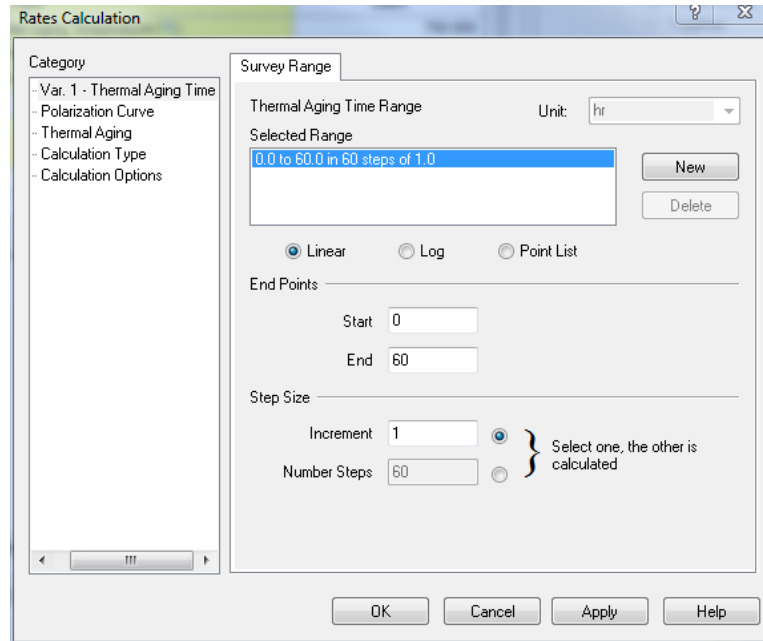 Rates Calculation
Category
Var. 1 - Thermal Aging Time
Polarization Curve
Thermal Aging
Calculation Type
Calculation Options
Survey Range
Thermal Aging Time Range
Unit: hr
Selected Range
0.0 to 60.0 in 60 steps of 1.0
New
Delete
Linear
Log
Point List
End Points
Start 0
End 60
Step Size
Increment 1
Number Steps 60
Select one, the other is
calculated
OK
Cancel
Apply
Help